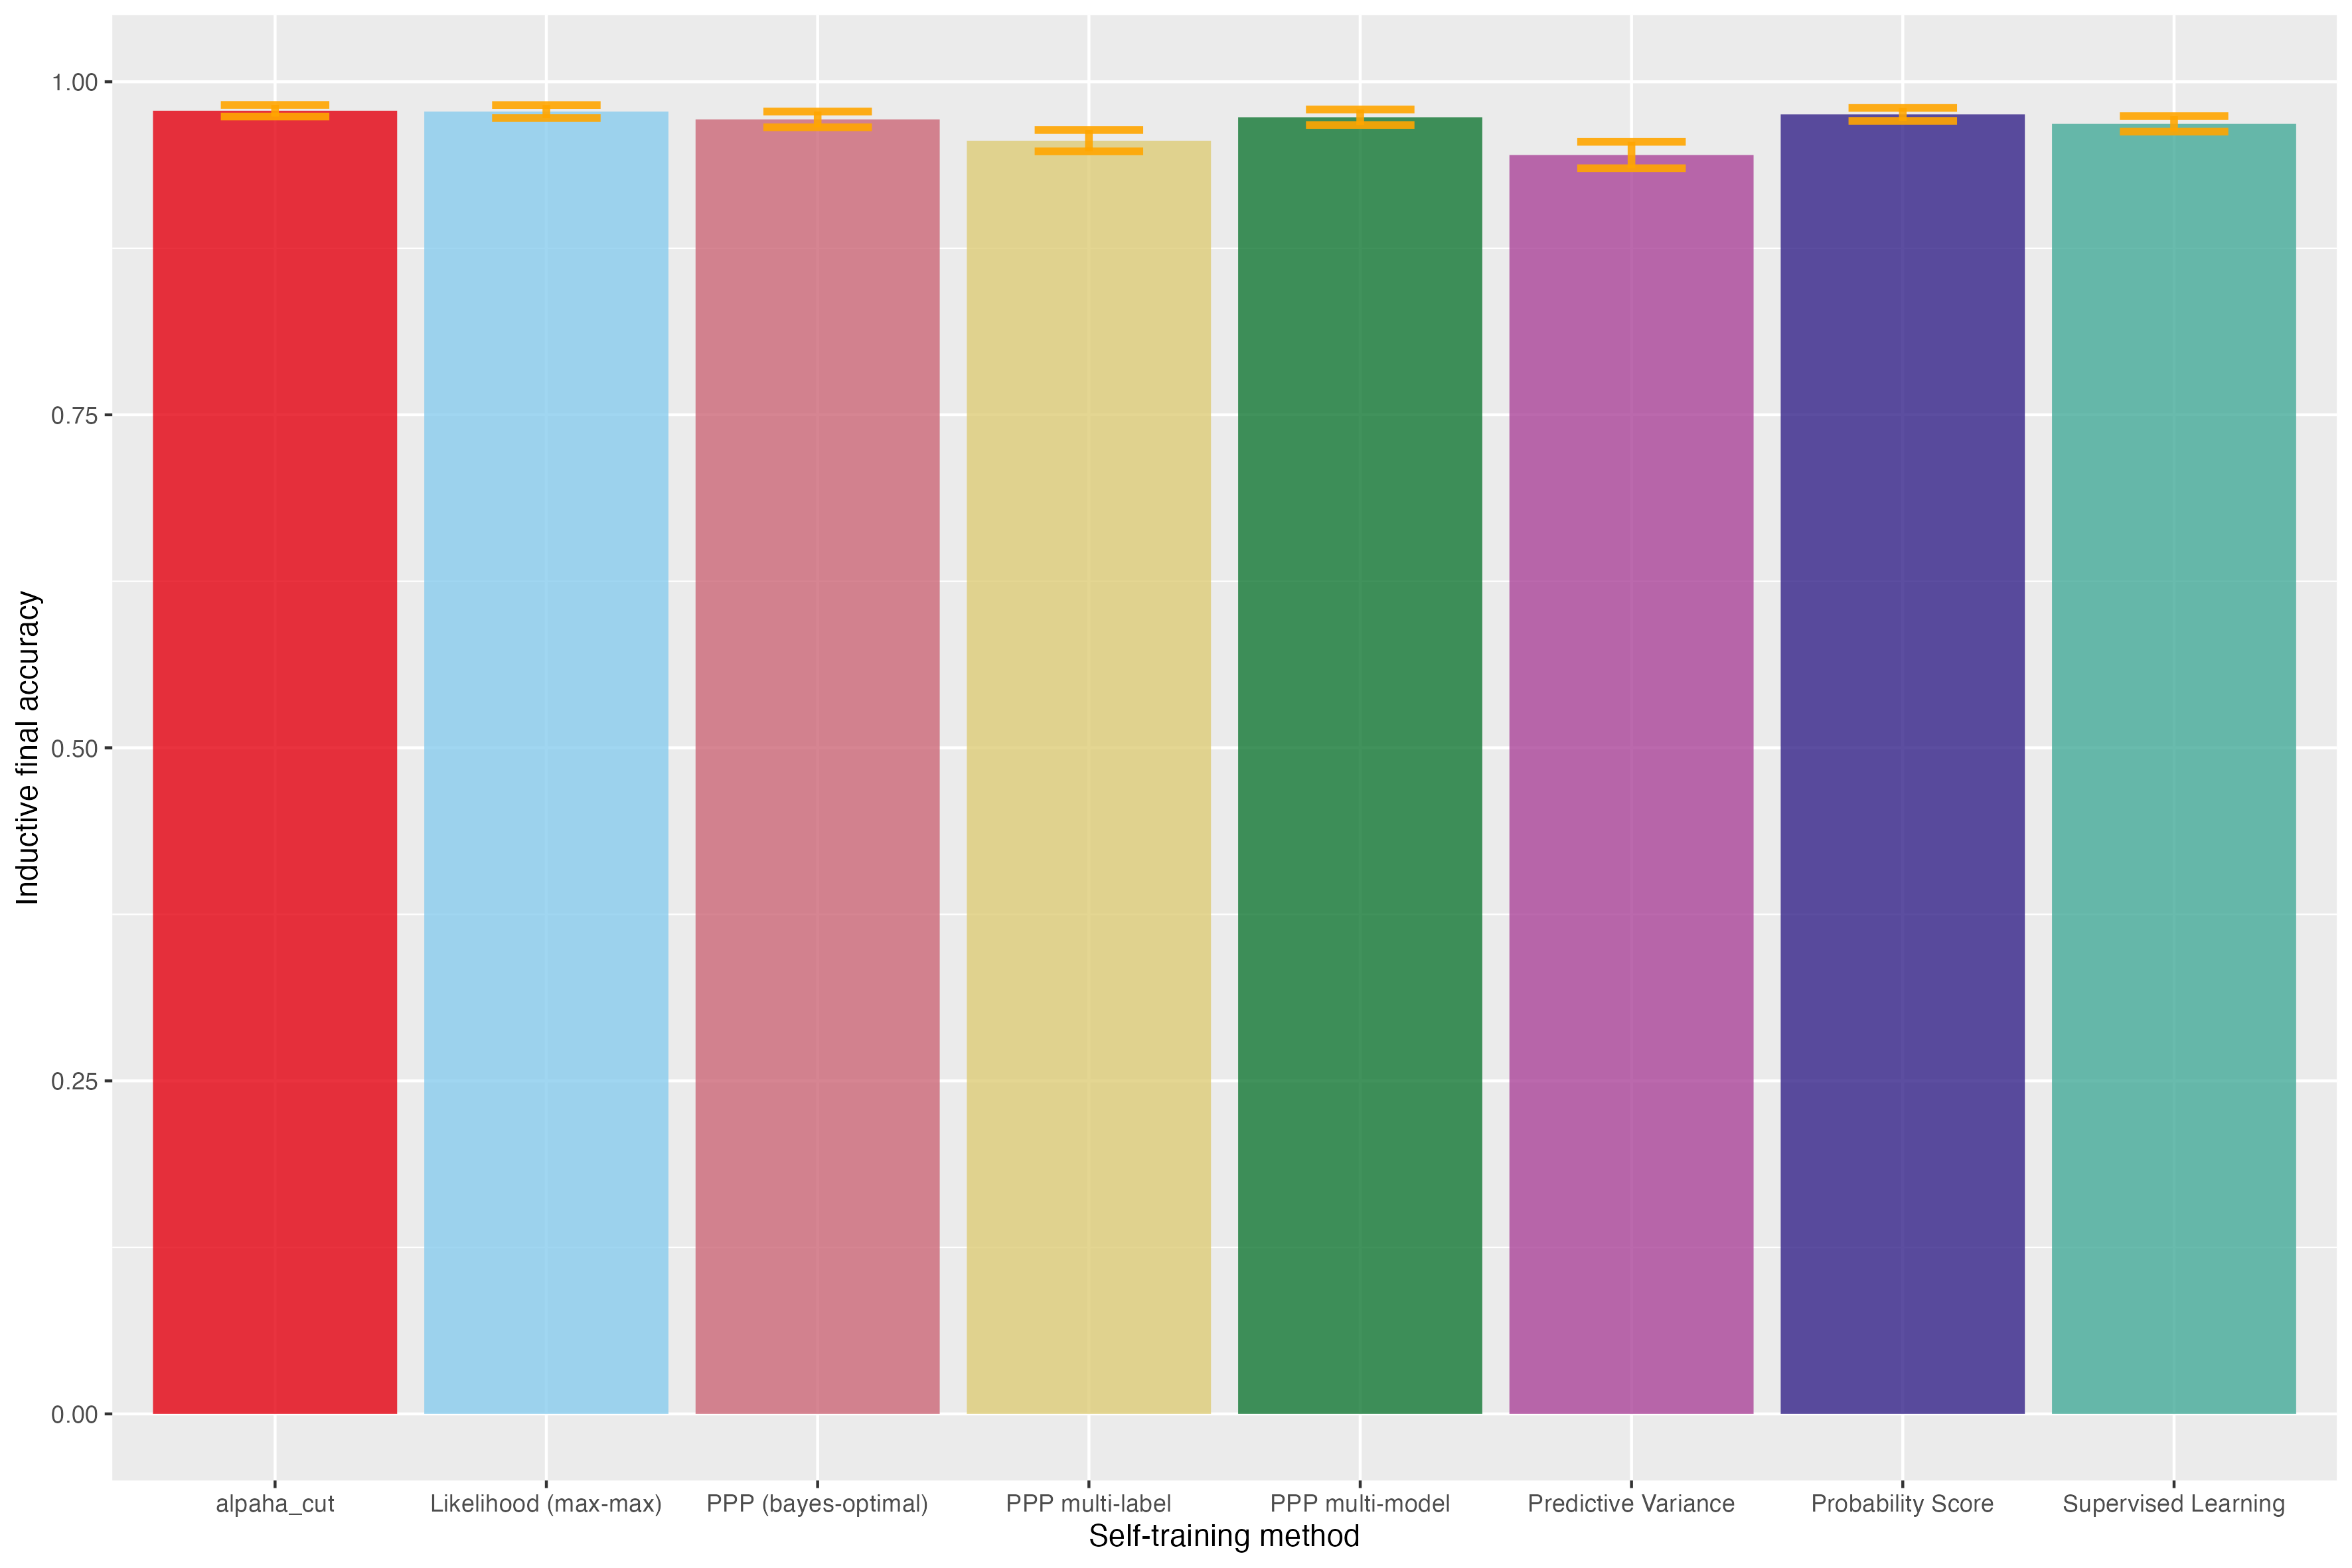 1.00
0.75
0.50
0.25
0.00
Inductive final accuracy
alpaha_cut
Likelihood (max-max)
PPP (bayes-optimal)
PPP multi-label
PPP multi-model
Predictive Variance
Probability Score
Supervised Learning
Self-training method